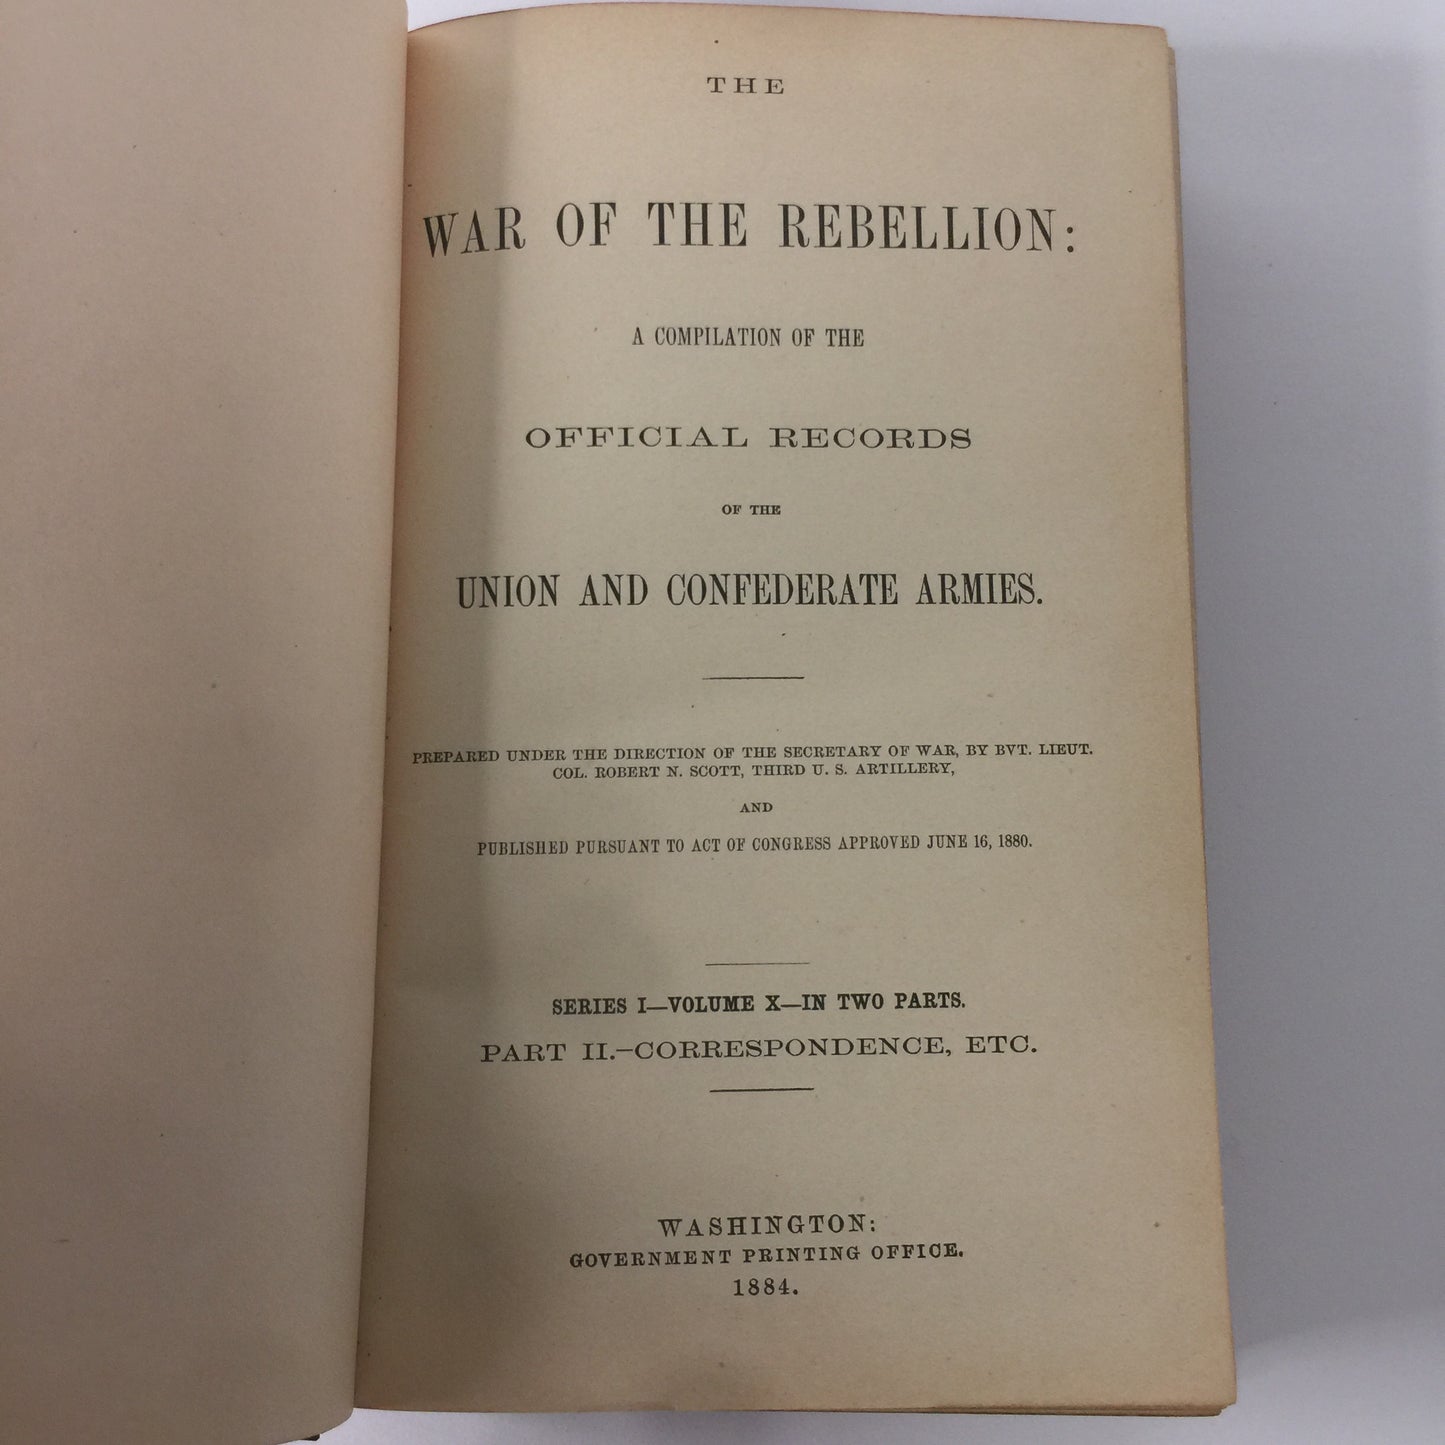 THE
WAR OF THE REBELLION:
A COMPILATION OF THE
OFFICIAL RECORDS
OF THE
UNION AND CONFEDERATE ARMIES.
PREPARED UNDER THE DIRECTION OF THE SECRETARY OF WAR, BY BVT. LIEUT.
COL. ROBERT N. SCOTT, THIRD U. S. ARTILLERY,
AND
PUBLISHED PURSUANT TO ACT OF CONGRESS APPROVED JUNE 16, 1880.
SERIES I—VOLUME X—IN TWO PARTS.
PART II.–CORRESPONDENCE, ETC.
WASHINGTON:
GOVERNMENT PRINTING OFFICE.
1884.